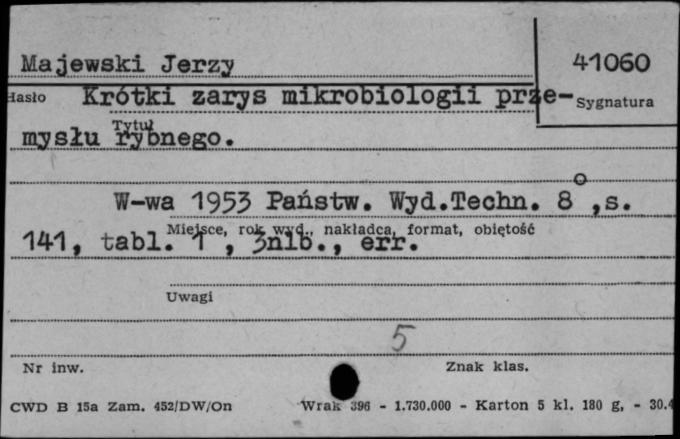 Majewski Jerzy
41060
Hasło Krótki zarys mikrobiologii prze-
Sygnatura
Tytuł
mysłu rybnego.
W-wa 1953 Państw. Wyd.Techn. 8°,s.
Miejsce, rok wyd., nakładca, format, objętość
141, tabl. 1 , 3nlb., err.
Uwagi
5
Nr inw. Znak klas.
CWD B 15a Zam. 452/DW/On Wrak 396 - 1.730.000 - Karton 5 kl. 180 g, - 30.4